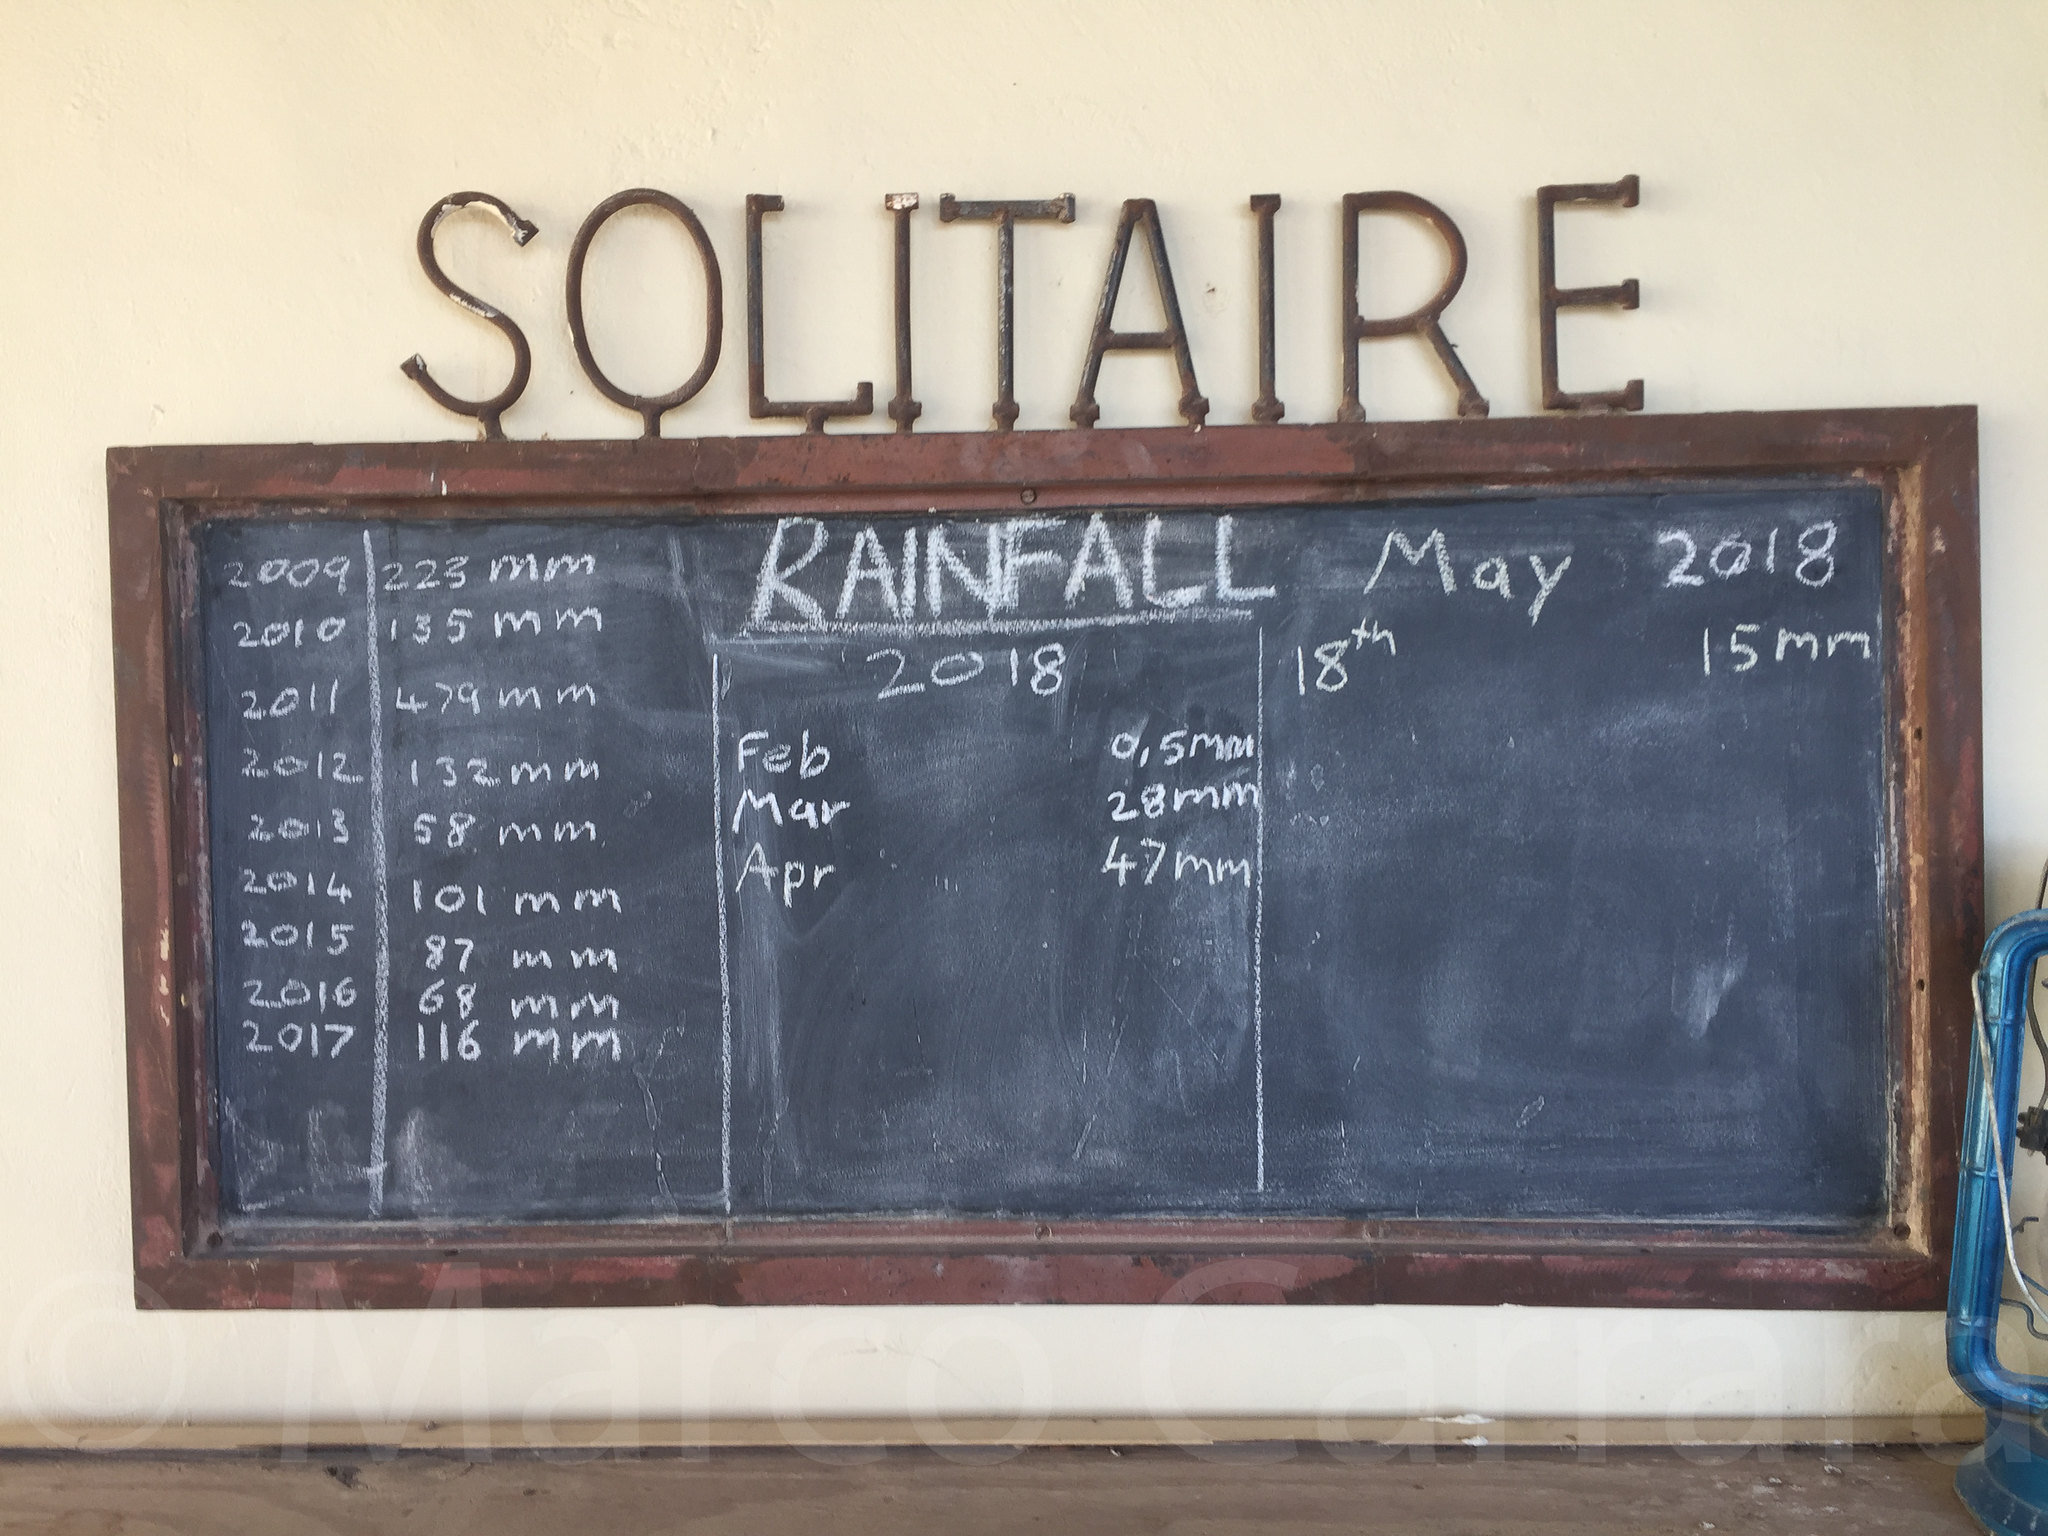 SOLITAIRE
RAINFALL
2009 223 mm
2010 135 mm
2011 479 mm
2012 132 mm
2013 58 mm
2014 101 mm
2015 87 mm
2016 68 mm
2017 116 mm
2018
Feb 0,5mm
Mar 28mm
Apr 47mm
May 2018
18th 15mm
© Marco Carrara